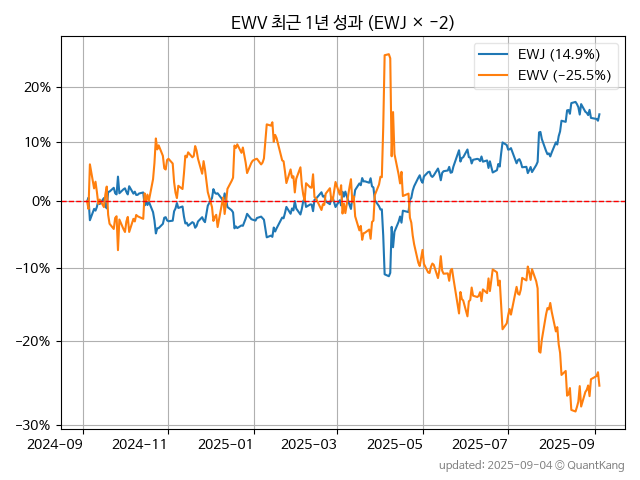 EWV 최근 1년 성과 (EWJ × −2)
EWJ (14.9%)
EWV (−25.5%)
20%
10%
0%
−10%
−20%
−30%
2024-09 2024-11 2025-01 2025-03 2025-05 2025-07 2025-09
updated: 2025-09-04 © QuantKang